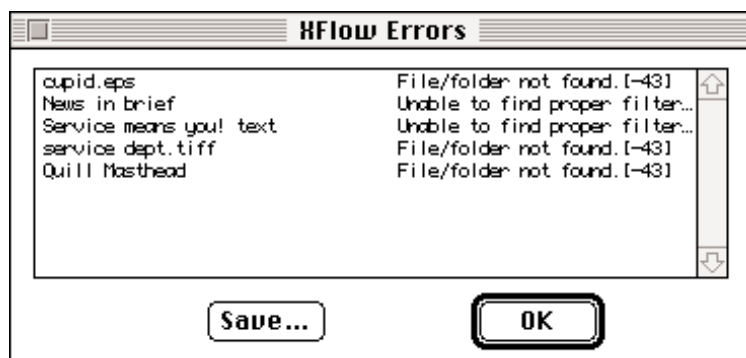 XFlow Errors
cupid.eps File/folder not found.[-43]
News in brief Unable to find proper filter...
Service means you! text Unable to find proper filter...
service dept.tiff File/folder not found.[-43]
Quill Masthead File/folder not found.[-43]
Save... OK